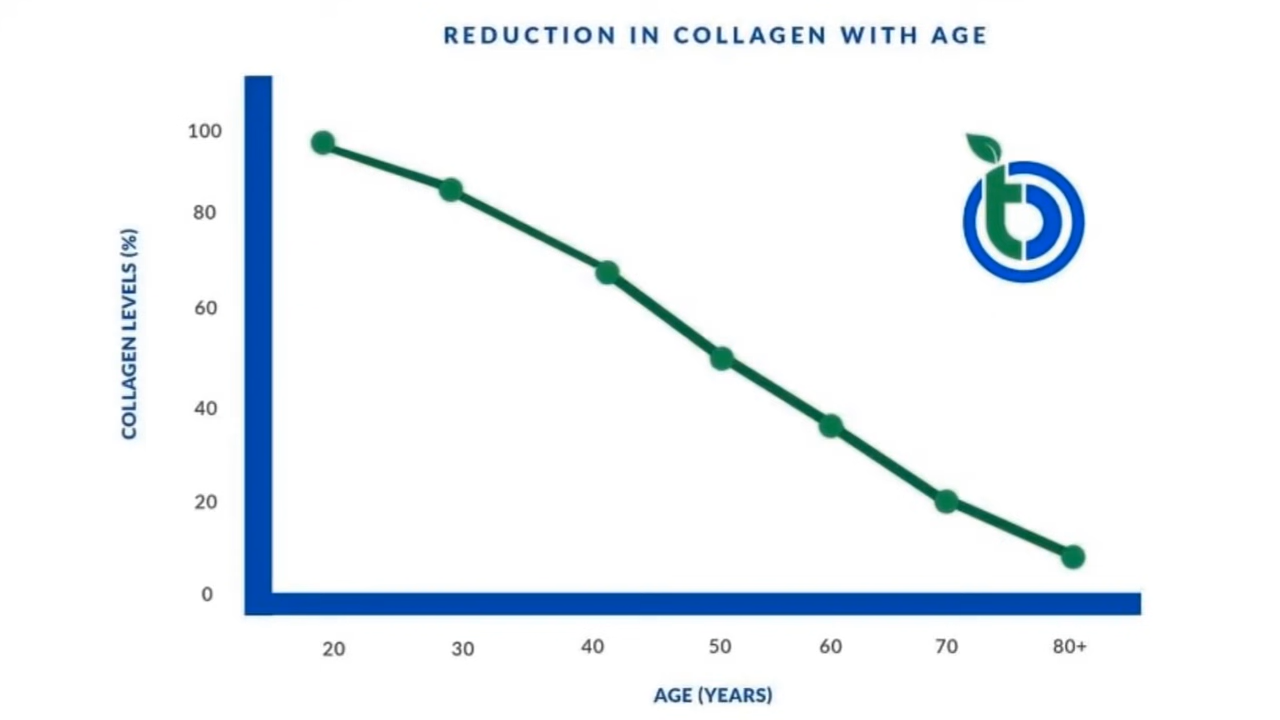 REDUCTION IN COLLAGEN WITH AGE
100
80
60
40
20
0
COLLAGEN LEVELS (%)
20 30 40 50 60 70 80+
AGE (YEARS)